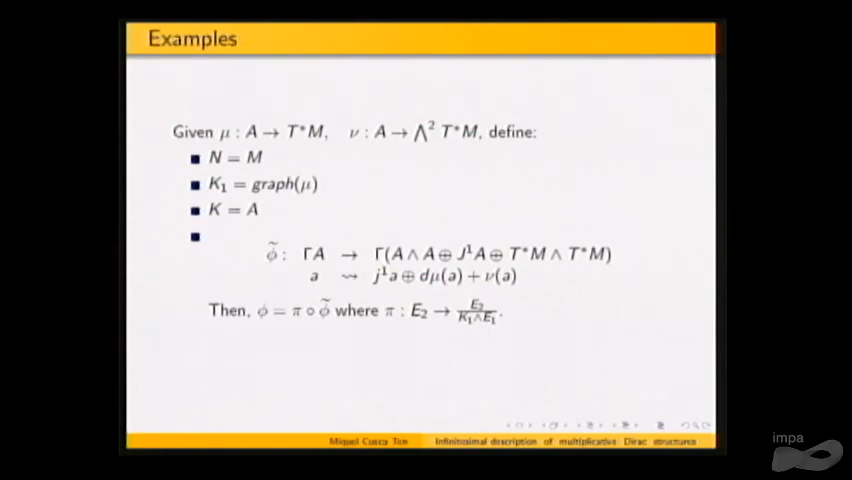 Examples
Given μ : A → T*M, ν : A → ⋀² T*M, define:
■ N = M
■ K₁ = graph(μ)
■ K = A
■
φ̃ : ΓA → Γ(A ∧ A ⊕ J¹A ⊕ T*M ∧ T*M)
a ⇝ j¹a ⊕ dμ(a) + ν(a)
Then, φ = π ∘ φ̃ where π : E₂ → E₂/(K₁∧E₁).
Miquel Cueca Ten Infinitesimal description of multiplicative Dirac structures
impa